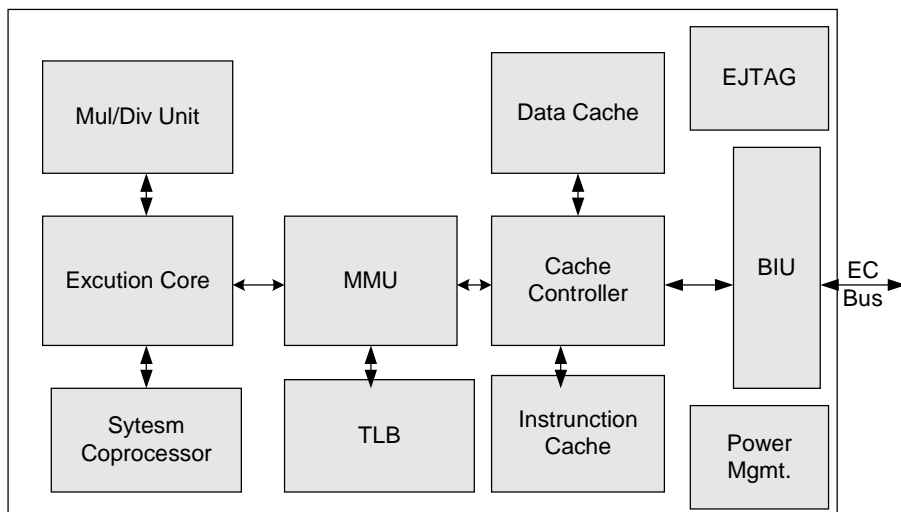 EJTAG
Mul/Div Unit
Data Cache
Excution Core
MMU
Cache
Controller
BIU
EC
Bus
Sytesm
Coprocessor
TLB
Instrunction
Cache
Power
Mgmt.